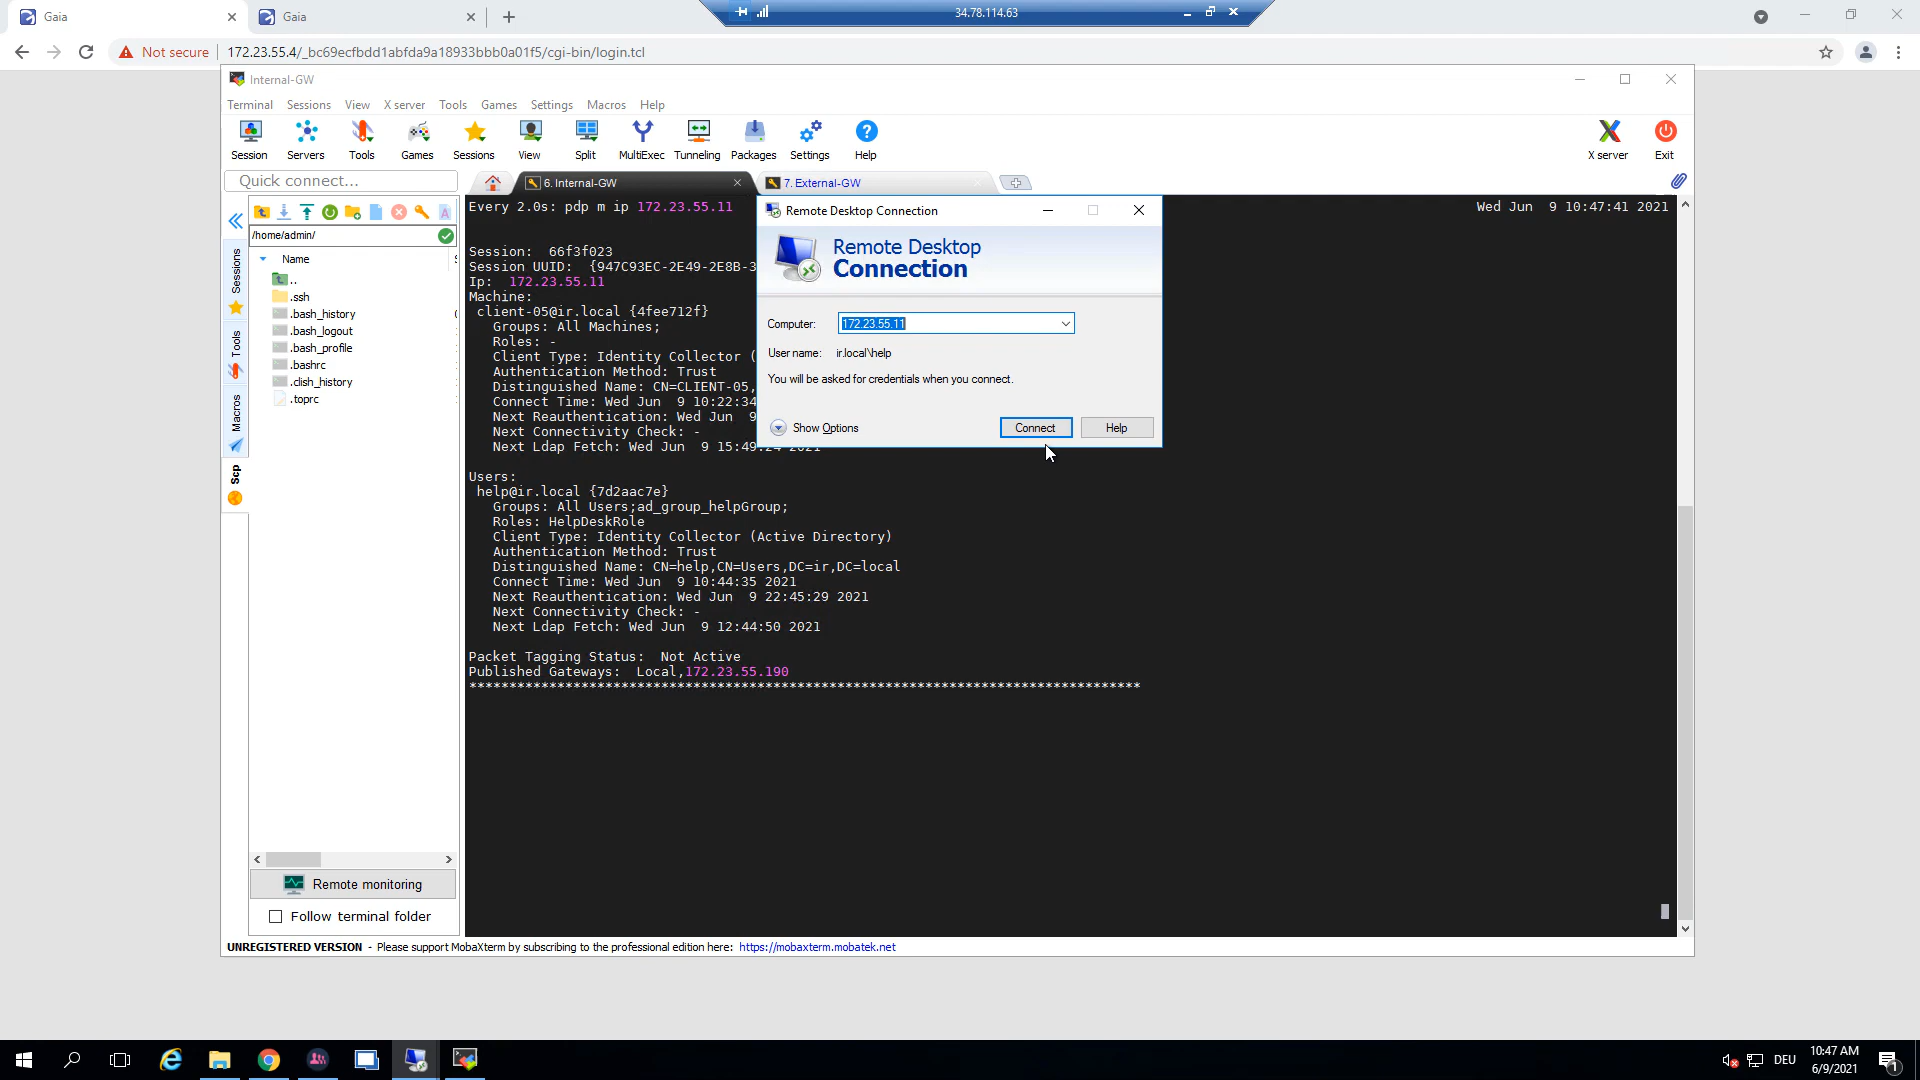 Gaia
Gaia
34.78.114.63
Not secure
172.23.55.4/_bc69ecfbdd1abfda9a18933bbb0a01f5/cgi-bin/login.tcl
Internal-GW
Terminal Sessions View X server Tools Games Settings Macros Help
Session Servers Tools Games Sessions View Split MultiExec Tunneling Packages Settings Help X server Exit
Quick connect...
6. Internal-GW
7. External-GW
/home/admin/
Name
..
.ssh
.bash_history
.bash_logout
.bash_profile
.bashrc
.clish_history
.toprc
Sessions
Tools
Macros
Scp
Remote monitoring
Follow terminal folder
Every 2.0s: pdp m ip 172.23.55.11
Wed Jun 9 10:47:41 2021
Session: 66f3f023
Session UUID: {947C93EC-2E49-2E8B-3
Ip: 172.23.55.11
Machine:
client-05@ir.local {4fee712f}
Groups: All Machines;
Roles: -
Client Type: Identity Collector (
Authentication Method: Trust
Distinguished Name: CN=CLIENT-05,
Connect Time: Wed Jun 9 10:22:34
Next Reauthentication: Wed Jun 9
Next Connectivity Check: -
Next Ldap Fetch: Wed Jun 9 15:49:24 2021
Users:
help@ir.local {7d2aac7e}
Groups: All Users;ad_group_helpGroup;
Roles: HelpDeskRole
Client Type: Identity Collector (Active Directory)
Authentication Method: Trust
Distinguished Name: CN=help,CN=Users,DC=ir,DC=local
Connect Time: Wed Jun 9 10:44:35 2021
Next Reauthentication: Wed Jun 9 22:45:29 2021
Next Connectivity Check: -
Next Ldap Fetch: Wed Jun 9 12:44:50 2021
Packet Tagging Status: Not Active
Published Gateways: Local,172.23.55.190
************************************************************************************
Remote Desktop Connection
Remote Desktop
Connection
Computer: 172.23.55.11
User name: ir.local\help
You will be asked for credentials when you connect.
Show Options
Connect
Help
UNREGISTERED VERSION - Please support MobaXterm by subscribing to the professional edition here: https://mobaxterm.mobatek.net
DEU
10:47 AM
6/9/2021
1